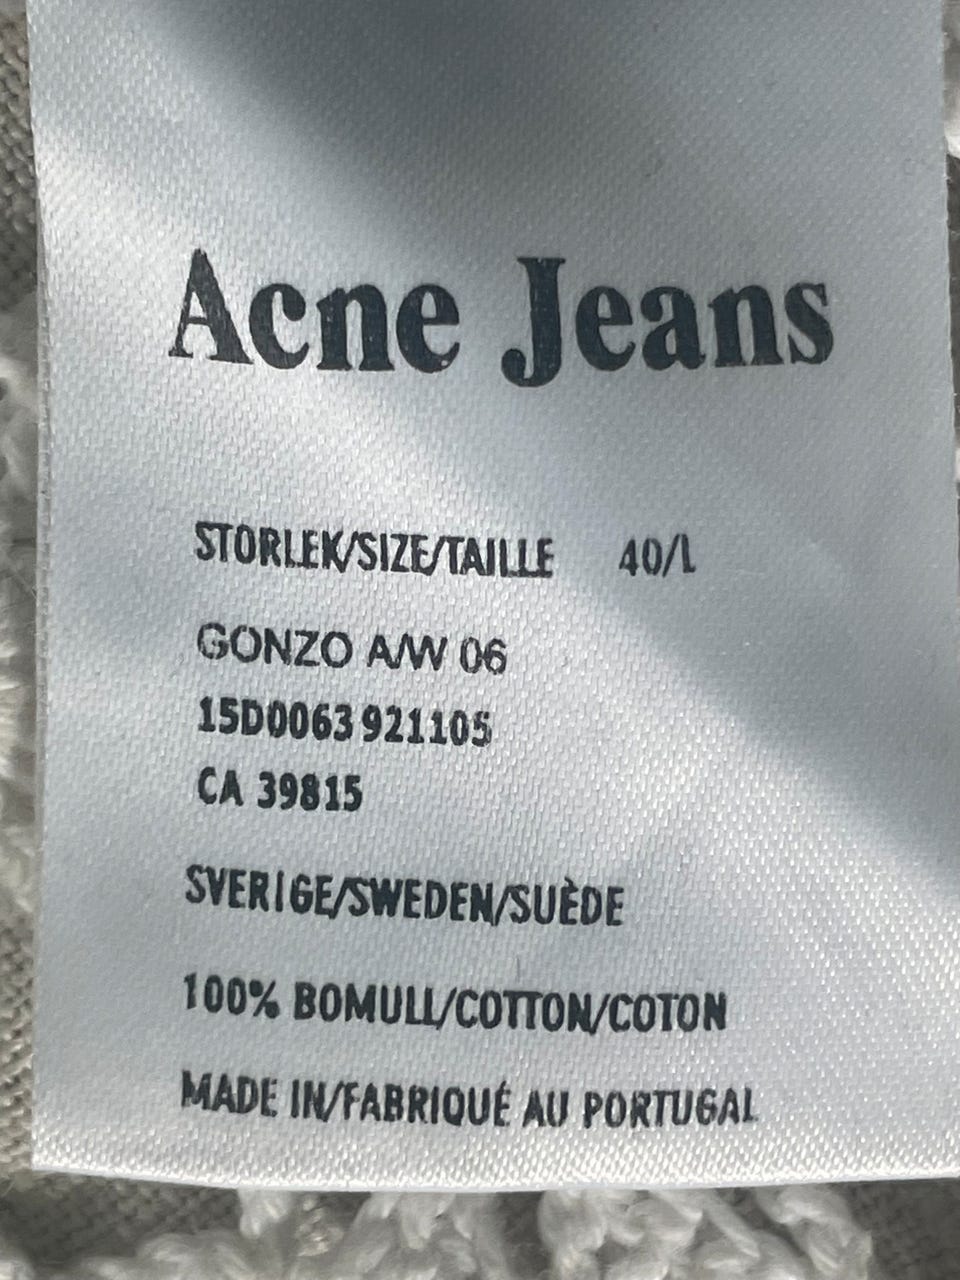 Acne Jeans
STORLEK/SIZE/TAILLE 40/L
GONZO A/W 06
15D0063 921105
CA 39815
SVERIGE/SWEDEN/SUÈDE
100% BOMULL/COTTON/COTON
MADE IN/FABRIQUÉ AU PORTUGAL